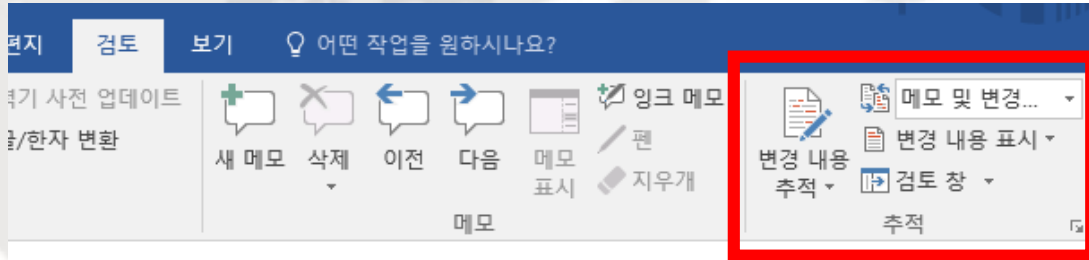 편지 검토 보기 어떤 작업을 원하시나요?
사전 업데이트
/한자 변환
새 메모 삭제 이전 다음 메모 표시
잉크 메모
펜
지우개
메모
변경 내용 추적
메모 및 변경...
변경 내용 표시
검토 창
추적